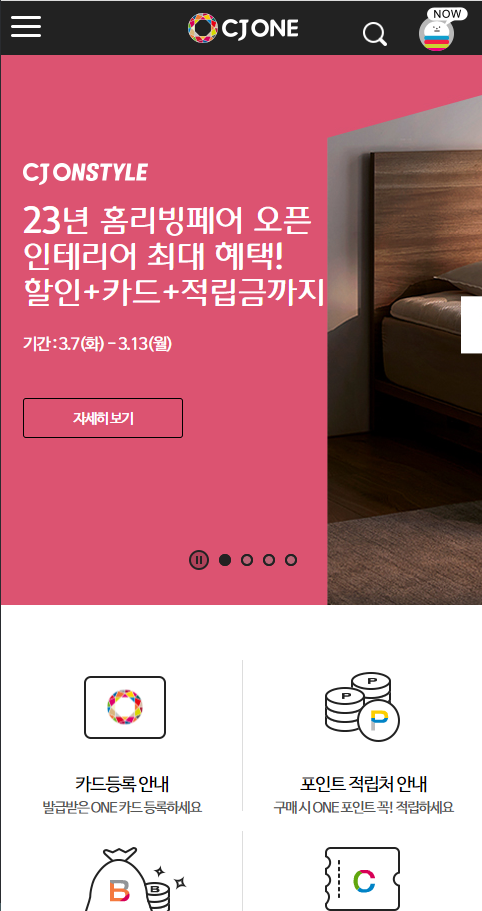 CJ ONE
NOW
CJ ONSTYLE
23년 홈리빙페어 오픈
인테리어 최대 혜택!
할인+카드+적립금까지
기간 : 3.7(화) - 3.13(월)
자세히 보기
P
P
P
카드등록 안내
발급받은 ONE 카드 등록하세요
포인트 적립처 안내
구매 시 ONE 포인트 꼭! 적립하세요
B
B
C